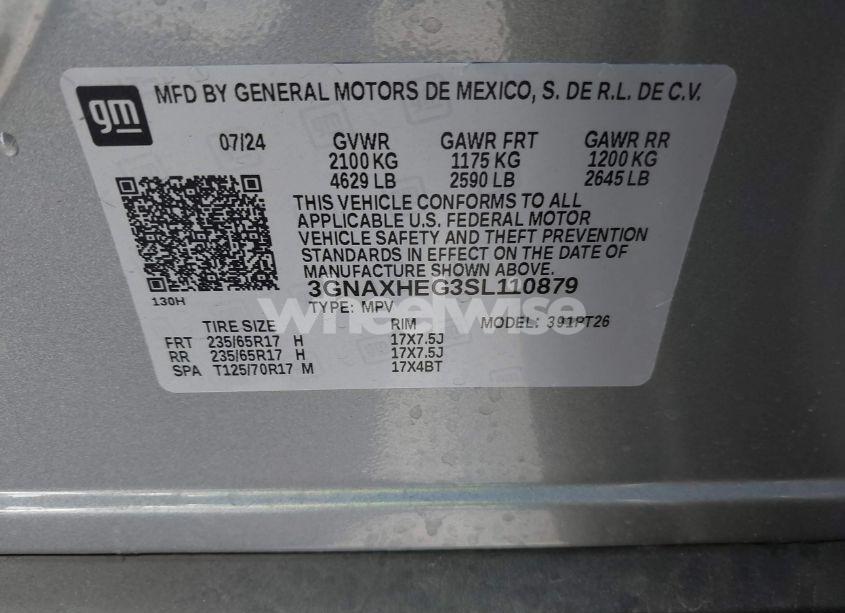 gm
MFD BY GENERAL MOTORS DE MEXICO, S. DE R.L. DE C.V.
07/24 GVWR GAWR FRT GAWR RR
2100 KG 1175 KG 1200 KG
4629 LB 2590 LB 2645 LB
THIS VEHICLE CONFORMS TO ALL
APPLICABLE U.S. FEDERAL MOTOR
VEHICLE SAFETY AND THEFT PREVENTION
STANDARDS IN EFFECT ON THE DATE OF
MANUFACTURE SHOWN ABOVE.
130H
3GNAXHEG3SL110879
TYPE: MPV
wheelwise
TIRE SIZE RIM MODEL: 391PT26
FRT 235/65R17 H 17X7.5J
RR 235/65R17 H 17X7.5J
SPA T125/70R17 M 17X4BT